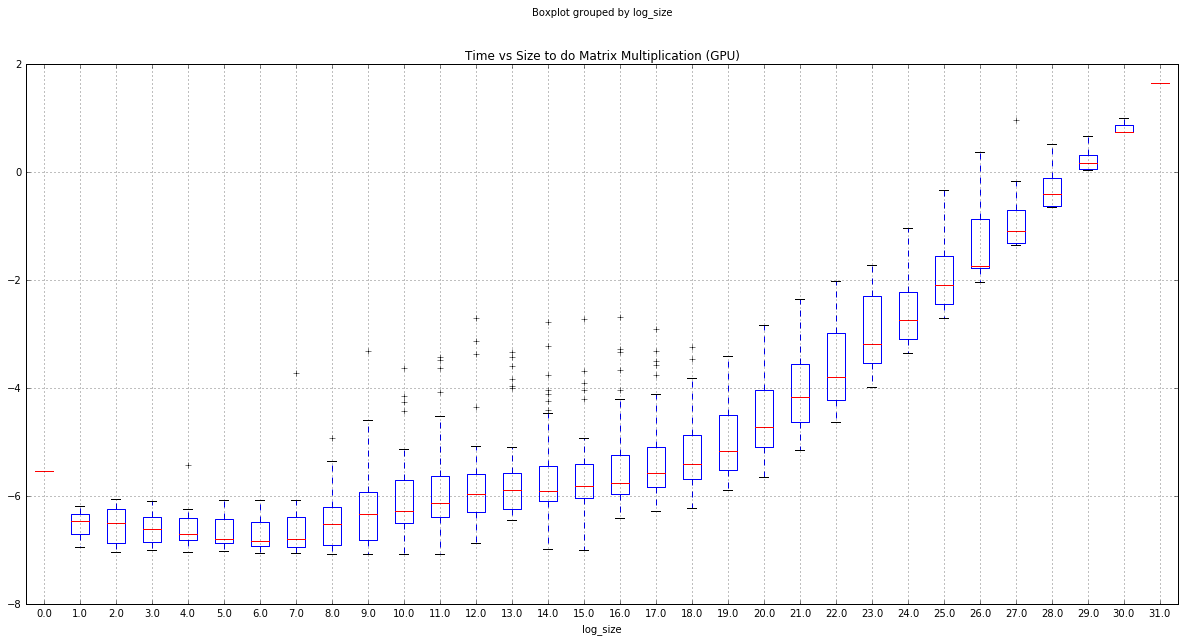 Boxplot grouped by log_size
Time vs Size to do Matrix Multiplication (GPU)
2
0
−2
−4
−6
−8
0.0 1.0 2.0 3.0 4.0 5.0 6.0 7.0 8.0 9.0 10.0 11.0 12.0 13.0 14.0 15.0 16.0 17.0 18.0 19.0 20.0 21.0 22.0 23.0 24.0 25.0 26.0 27.0 28.0 29.0 30.0 31.0
log_size